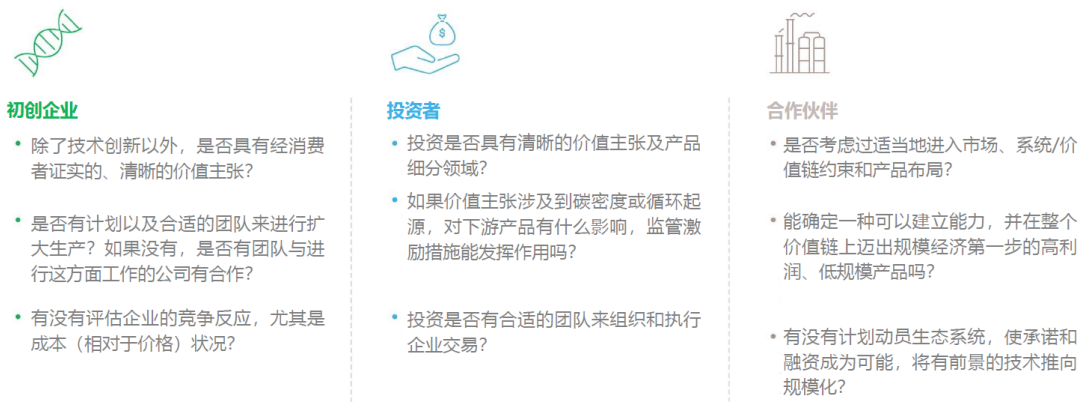 $
初创企业
• 除了技术创新以外，是否具有经消费
者证实的、清晰的价值主张？
• 是否有计划以及合适的团队来进行扩
大生产？如果没有，是否有团队与进
行这方面工作的公司有合作？
• 有没有评估企业的竞争反应，尤其是
成本（相对于价格）状况？
投资者
• 投资是否具有清晰的价值主张及产品
细分领域？
• 如果价值主张涉及到碳密度或循环起
源，对下游产品有什么影响，监管激
励措施能发挥作用吗？
• 投资是否有合适的团队来组织和执行
企业交易？
合作伙伴
• 是否考虑过适当地进入市场、系统/价
值链约束和产品布局？
• 能确定一种可以建立能力，并在整个
价值链上迈出规模经济第一步的高利
润、低规模产品吗？
• 有没有计划动员生态系统，使承诺和
融资成为可能，将有前景的技术推向
规模化？